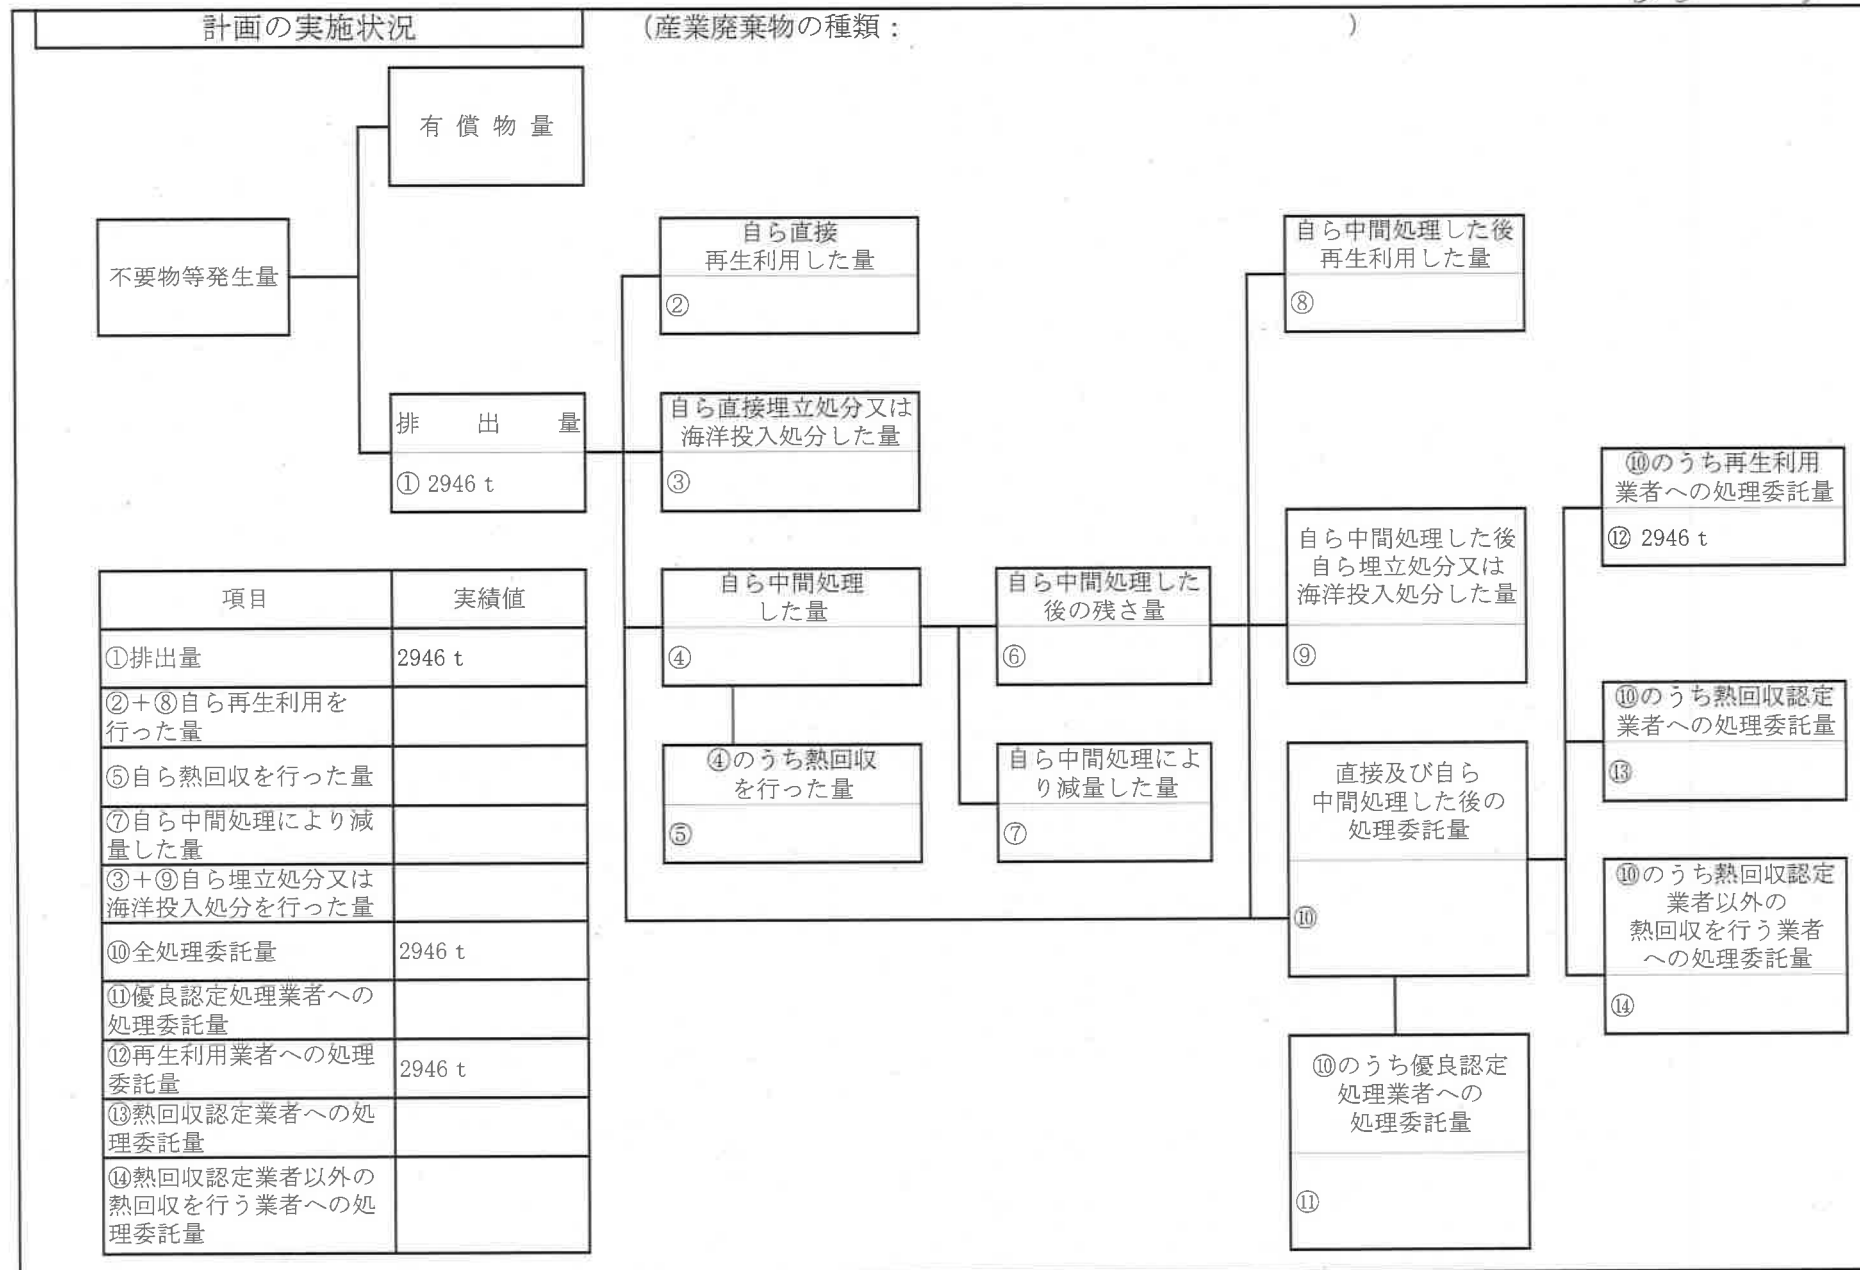 計画の実施状況
(産業廃棄物の種類： )
有償物量
不要物等発生量
排出量
① 2946 t
自ら直接
再生利用した量
②
自ら直接埋立処分又は
海洋投入処分した量
③
自ら中間処理
した量
④
④のうち熱回収
を行った量
⑤
自ら中間処理した
後の残さ量
⑥
自ら中間処理によ
り減量した量
⑦
自ら中間処理した後
再生利用した量
⑧
自ら中間処理した後
自ら埋立処分又は
海洋投入処分した量
⑨
直接及び自ら
中間処理した後の
処理委託量
⑩
⑩のうち優良認定
処理業者への
処理委託量
⑪
⑩のうち再生利用
業者への処理委託量
⑫ 2946 t
⑩のうち熱回収認定
業者への処理委託量
⑬
⑩のうち熱回収認定
業者以外の
熱回収を行う業者
への処理委託量
⑭
項目 実績値
①排出量 2946 t
②＋⑧自ら再生利用を
行った量
⑤自ら熱回収を行った量
⑦自ら中間処理により減
量した量
③＋⑨自ら埋立処分又は
海洋投入処分を行った量
⑩全処理委託量 2946 t
⑪優良認定処理業者への
処理委託量
⑫再生利用業者への処理
委託量 2946 t
⑬熱回収認定業者への処
理委託量
⑭熱回収認定業者以外の
熱回収を行う業者への処
理委託量